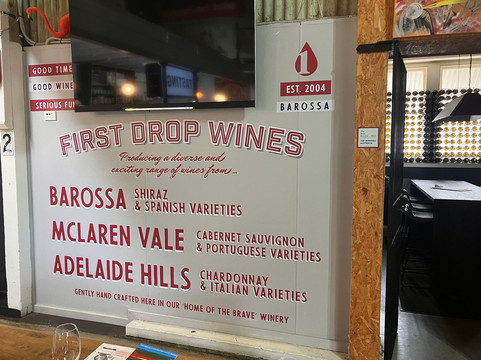 GOOD TIME
GOOD WINE
SERIOUS FUN
1
EST. 2004
BAROSSA
FIRST DROP WINES
Producing a diverse and
exciting range of wines from...
BAROSSA SHIRAZ
& SPANISH VARIETIES
MCLAREN VALE CABERNET SAUVIGNON
& PORTUGUESE VARIETIES
ADELAIDE HILLS CHARDONNAY
& ITALIAN VARIETIES
GENTLY HAND CRAFTED HERE IN OUR 'HOME OF THE BRAVE' WINERY
2